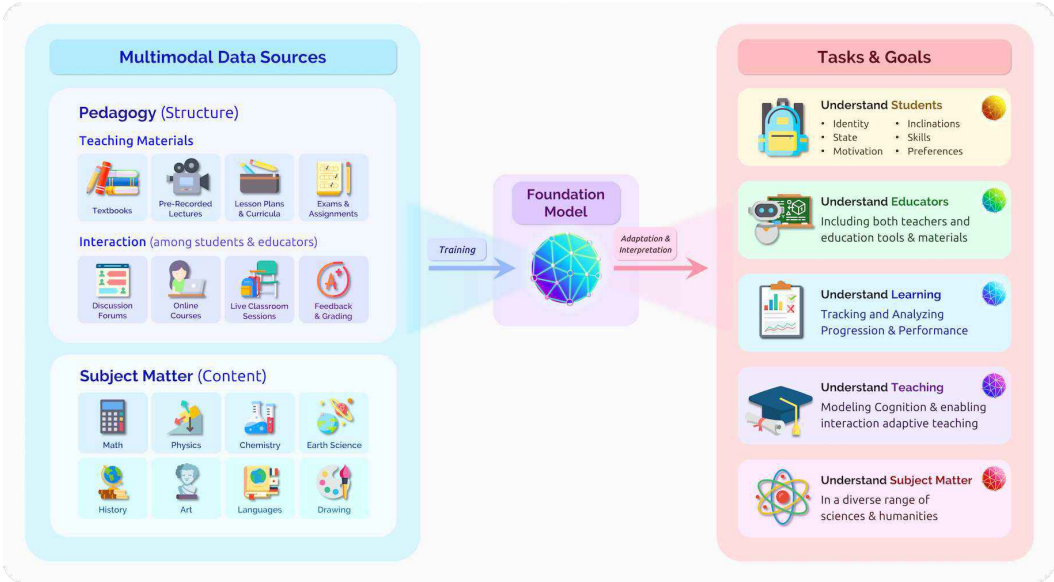 Multimodal Data Sources
Pedagogy (Structure)
Teaching Materials
Textbooks
Pre-Recorded
Lectures
Lesson Plans
& Curricula
Exams &
Assignments
Interaction (among students & educators)
Discussion
Forums
Online
Courses
Live Classroom
Sessions
Feedback
& Grading
A+
Subject Matter (Content)
Math
Physics
Chemistry
Earth Science
History
Art
Languages
Drawing
Training
Foundation
Model
Adaptation &
Interpretation
Tasks & Goals
Understand Students
• Identity
• State
• Motivation
• Inclinations
• Skills
• Preferences
Understand Educators
Including both teachers and
education tools & materials
Understand Learning
Tracking and Analyzing
Progression & Performance
Understand Teaching
Modeling Cognition & enabling
interaction adaptive teaching
Understand Subject Matter
In a diverse range of
sciences & humanities